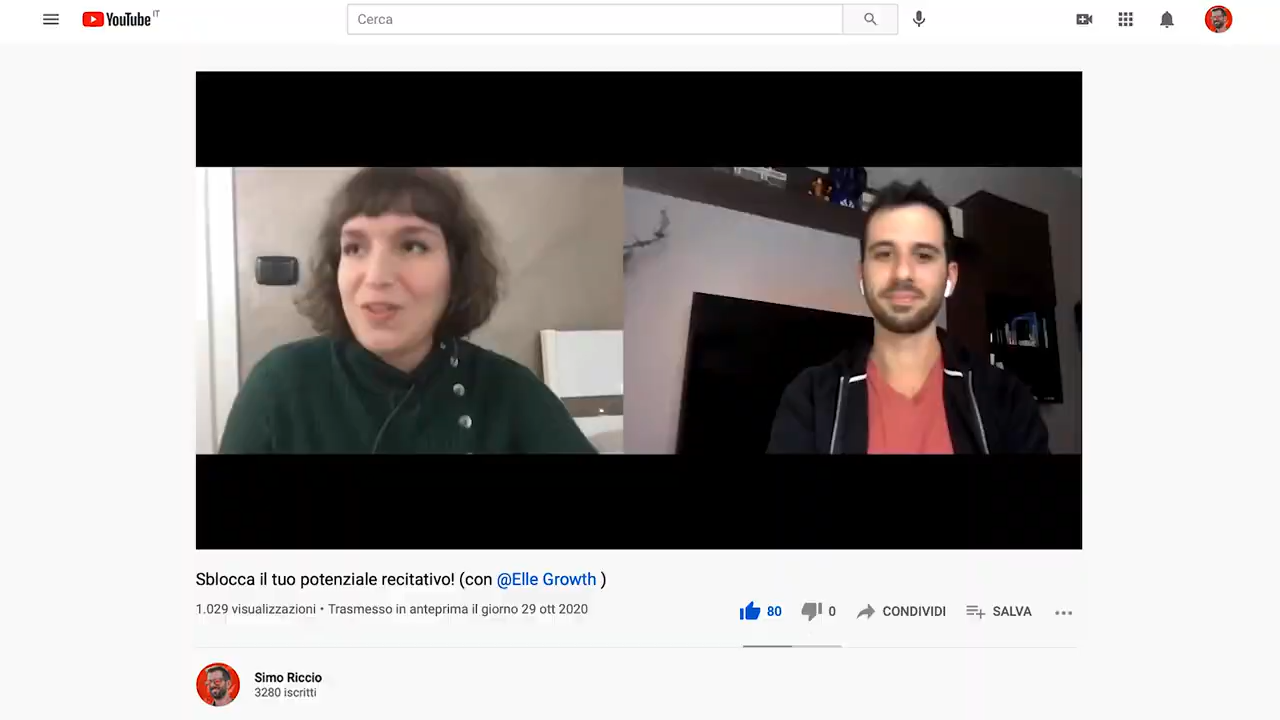 YouTube IT
Cerca
Sblocca il tuo potenziale recitativo! (con @Elle Growth )
1.029 visualizzazioni • Trasmesso in anteprima il giorno 29 ott 2020
80
0
CONDIVIDI
SALVA
Simo Riccio
3280 iscritti